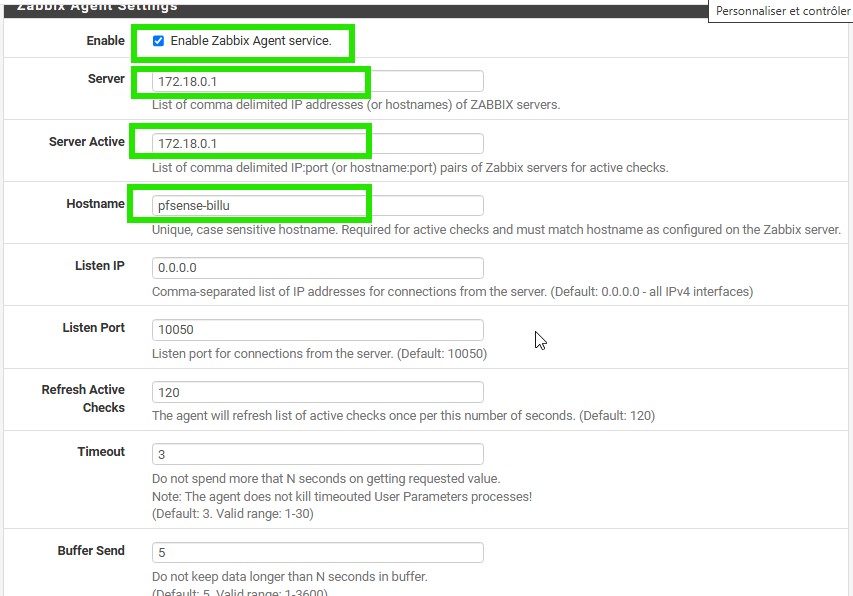 Zabbix Agent Settings
Personnaliser et contrôler
Enable
Enable Zabbix Agent service.
Server
172.18.0.1
List of comma delimited IP addresses (or hostnames) of ZABBIX servers.
Server Active
172.18.0.1
List of comma delimited IP:port (or hostname:port) pairs of Zabbix servers for active checks.
Hostname
pfsense-billu
Unique, case sensitive hostname. Required for active checks and must match hostname as configured on the Zabbix server.
Listen IP
0.0.0.0
Comma-separated list of IP addresses for connections from the server. (Default: 0.0.0.0 - all IPv4 interfaces)
Listen Port
10050
Listen port for connections from the server. (Default: 10050)
Refresh Active
Checks
120
The agent will refresh list of active checks once per this number of seconds. (Default: 120)
Timeout
3
Do not spend more that N seconds on getting requested value.
Note: The agent does not kill timeouted User Parameters processes!
(Default: 3. Valid range: 1-30)
Buffer Send
5
Do not keep data longer than N seconds in buffer.
(Default: 5. Valid range: 1-3600)